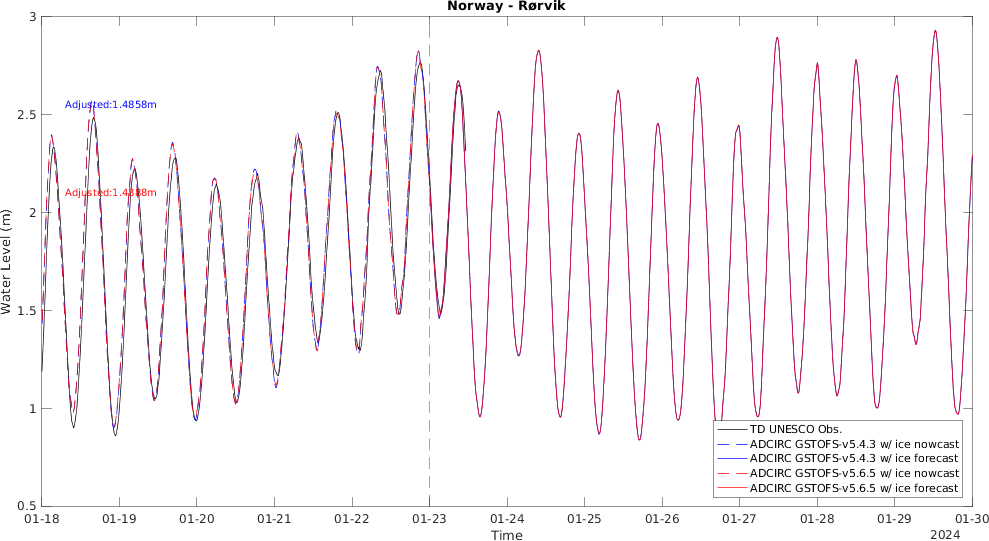 Norway - Rørvik
3
2.5
2
1.5
1
0.5
Water Level (m)
Adjusted:1.4858m
Adjusted:1.4888m
TD UNESCO Obs.
ADCIRC GSTOFS-v5.4.3 w/ ice nowcast
ADCIRC GSTOFS-v5.4.3 w/ ice forecast
ADCIRC GSTOFS-v5.6.5 w/ ice nowcast
ADCIRC GSTOFS-v5.6.5 w/ ice forecast
01-18 01-19 01-20 01-21 01-22 01-23 01-24 01-25 01-26 01-27 01-28 01-29 01-30
Time
2024